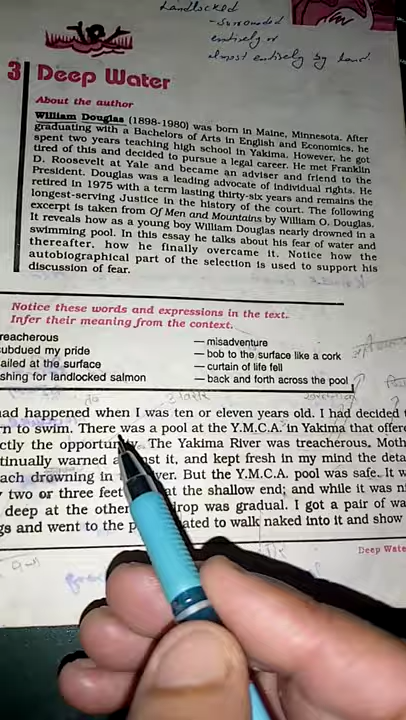 Landlocked
- Surrounded
entirely or
almost entirely by land.
3 Deep Water
About the author
William Douglas (1898-1980) was born in Maine, Minnesota. After
graduating with a Bachelors of Arts in English and Economics, he
spent two years teaching high school in Yakima. However, he got
tired of this and decided to pursue a legal career. He met Franklin
D. Roosevelt at Yale and became an adviser and friend to the
President. Douglas was a leading advocate of individual rights. He
retired in 1975 with a term lasting thirty-six years and remains the
longest-serving Justice in the history of the court. The following
excerpt is taken from Of Men and Mountains by William O. Douglas.
It reveals how as a young boy William Douglas nearly drowned in a
swimming pool. In this essay he talks about his fear of water and
thereafter, how he finally overcame it. Notice how the
autobiographical part of the selection is used to support his
discussion of fear.
Notice these words and expressions in the text.
Infer their meaning from the context.
reacherous
— misadventure
subdued my pride
— bob to the surface like a cork
ailed at the surface
— curtain of life fell
shing for landlocked salmon
— back and forth across the pool
had happened when I was ten or eleven years old. I had decided t
rn to swim. There was a pool at the Y.M.C.A. in Yakima that offere
ctly the opportunity. The Yakima River was treacherous. Moth
tinually warned against it, and kept fresh in my mind the deta
ach drowning in ver. But the Y.M.C.A. pool was safe. It w
y two or three feet at the shallow end; and while it was ni
deep at the other drop was gradual. I got a pair of wa
gs and went to the p ated to walk naked into it and show
Deep Wate